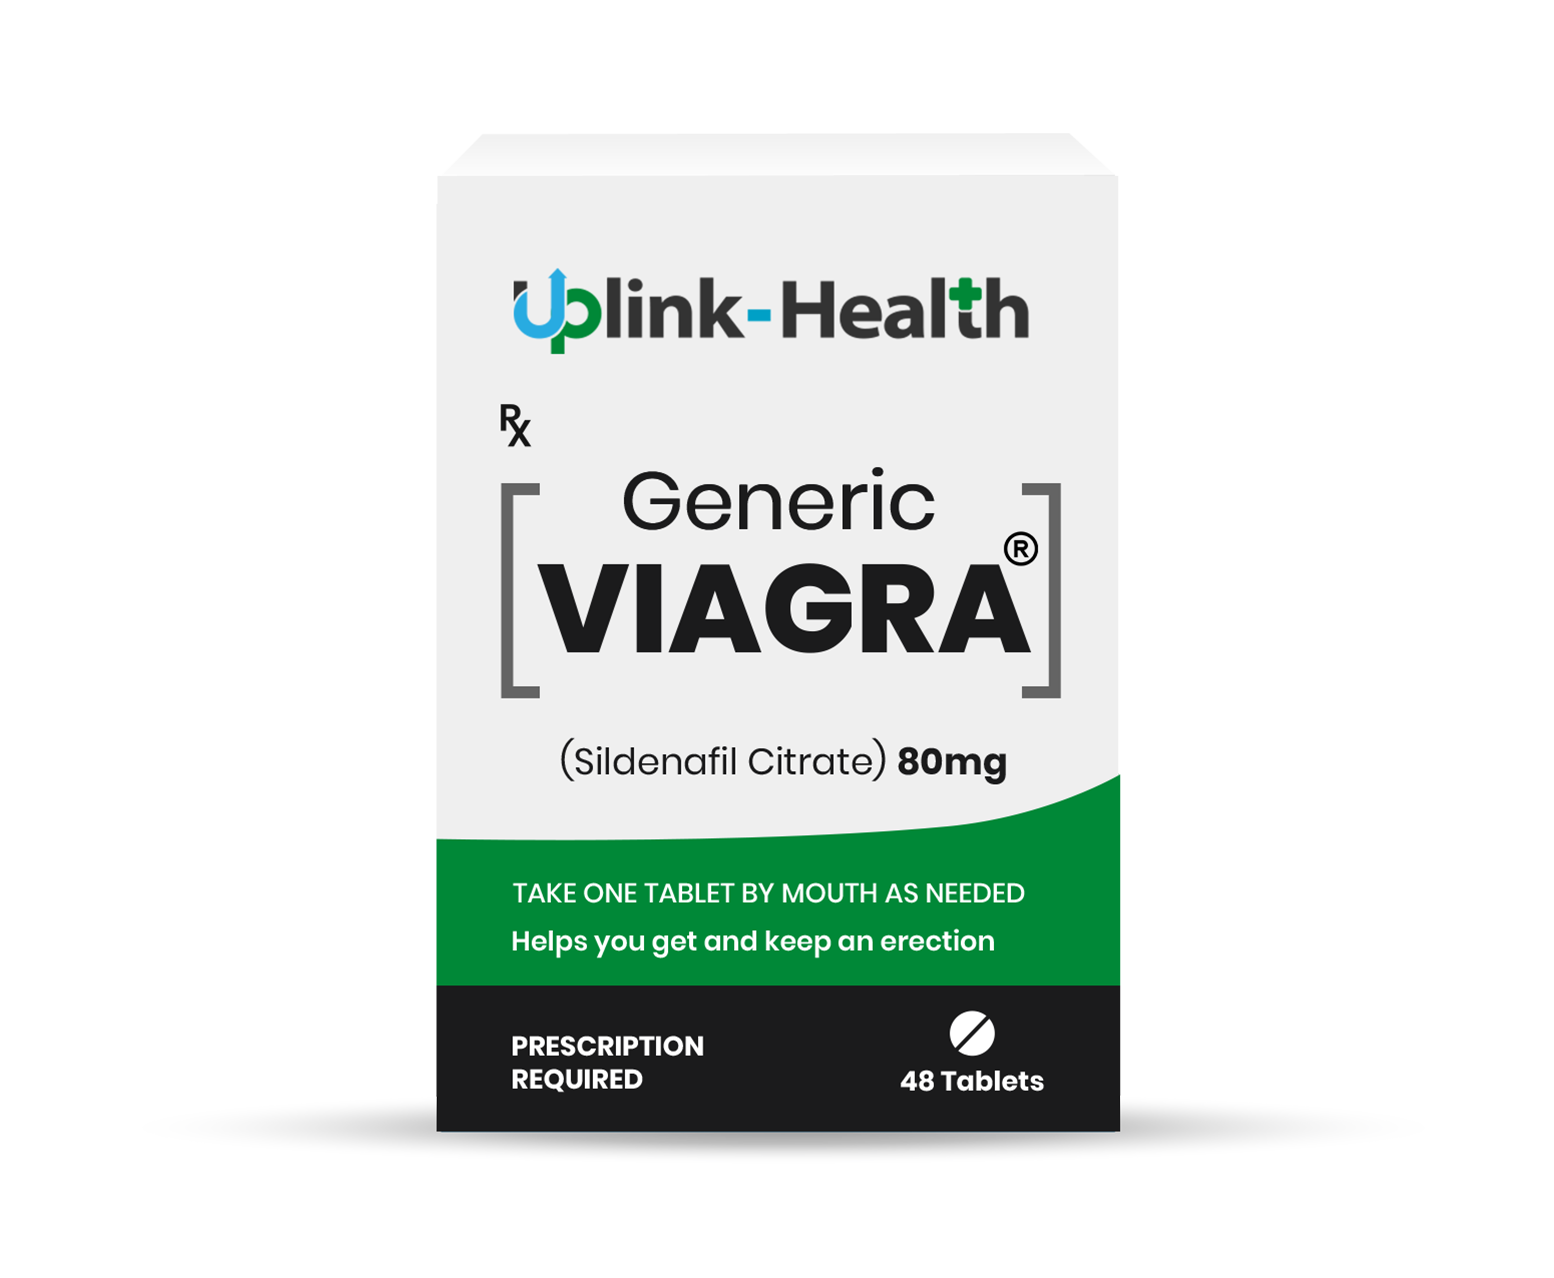 Uplink-Health
Rx
Generic
VIAGRA®
(Sildenafil Citrate) 80mg
TAKE ONE TABLET BY MOUTH AS NEEDED
Helps you get and keep an erection
PRESCRIPTION
REQUIRED
48 Tablets